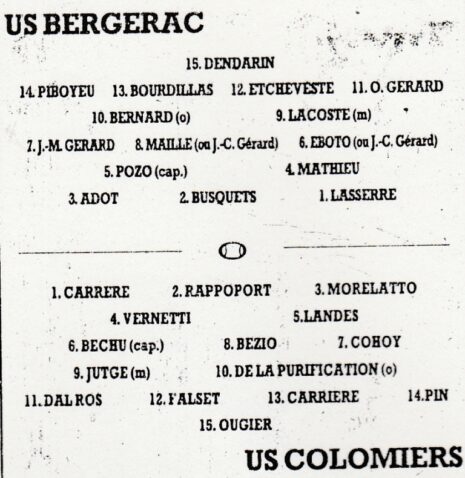 US BERGERAC
15. DENDARIN
14. PIBOYEU 13. BOURDILLAS 12. ETCHEVESTE 11. O. GERARD
10. BERNARD (o) 9. LACOSTE (m)
7. J.-M. GERARD 8. MAILLE (ou J.-C. Gérard) 6. EBOTO (ou J.-C. Gérard)
5. POZO (cap.) 4. MATHIEU
3. ADOT 2. BUSQUETS 1. LASSERRE
1. CARRERE 2. RAPPOPORT 3. MORELATTO
4. VERNETTI 5. LANDES
6. BECHU (cap.) 8. BEZIO 7. COHOY
9. JUTGE (m) 10. DE LA PURIFICATION (o)
11. DAL ROS 12. FALSET 13. CARRIERE 14. PIN
15. OUGIER
US COLOMIERS